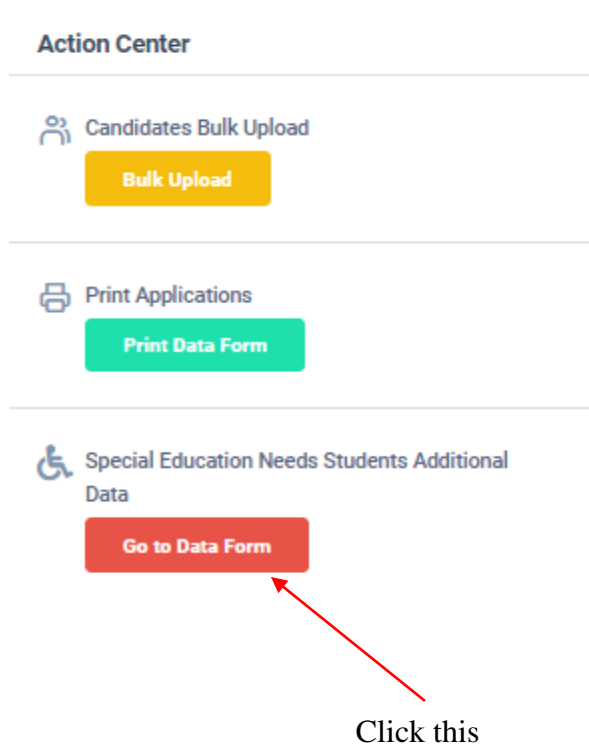 Action Center
Candidates Bulk Upload
Bulk Upload
Print Applications
Print Data Form
Special Education Needs Students Additional
Data
Go to Data Form
Click this